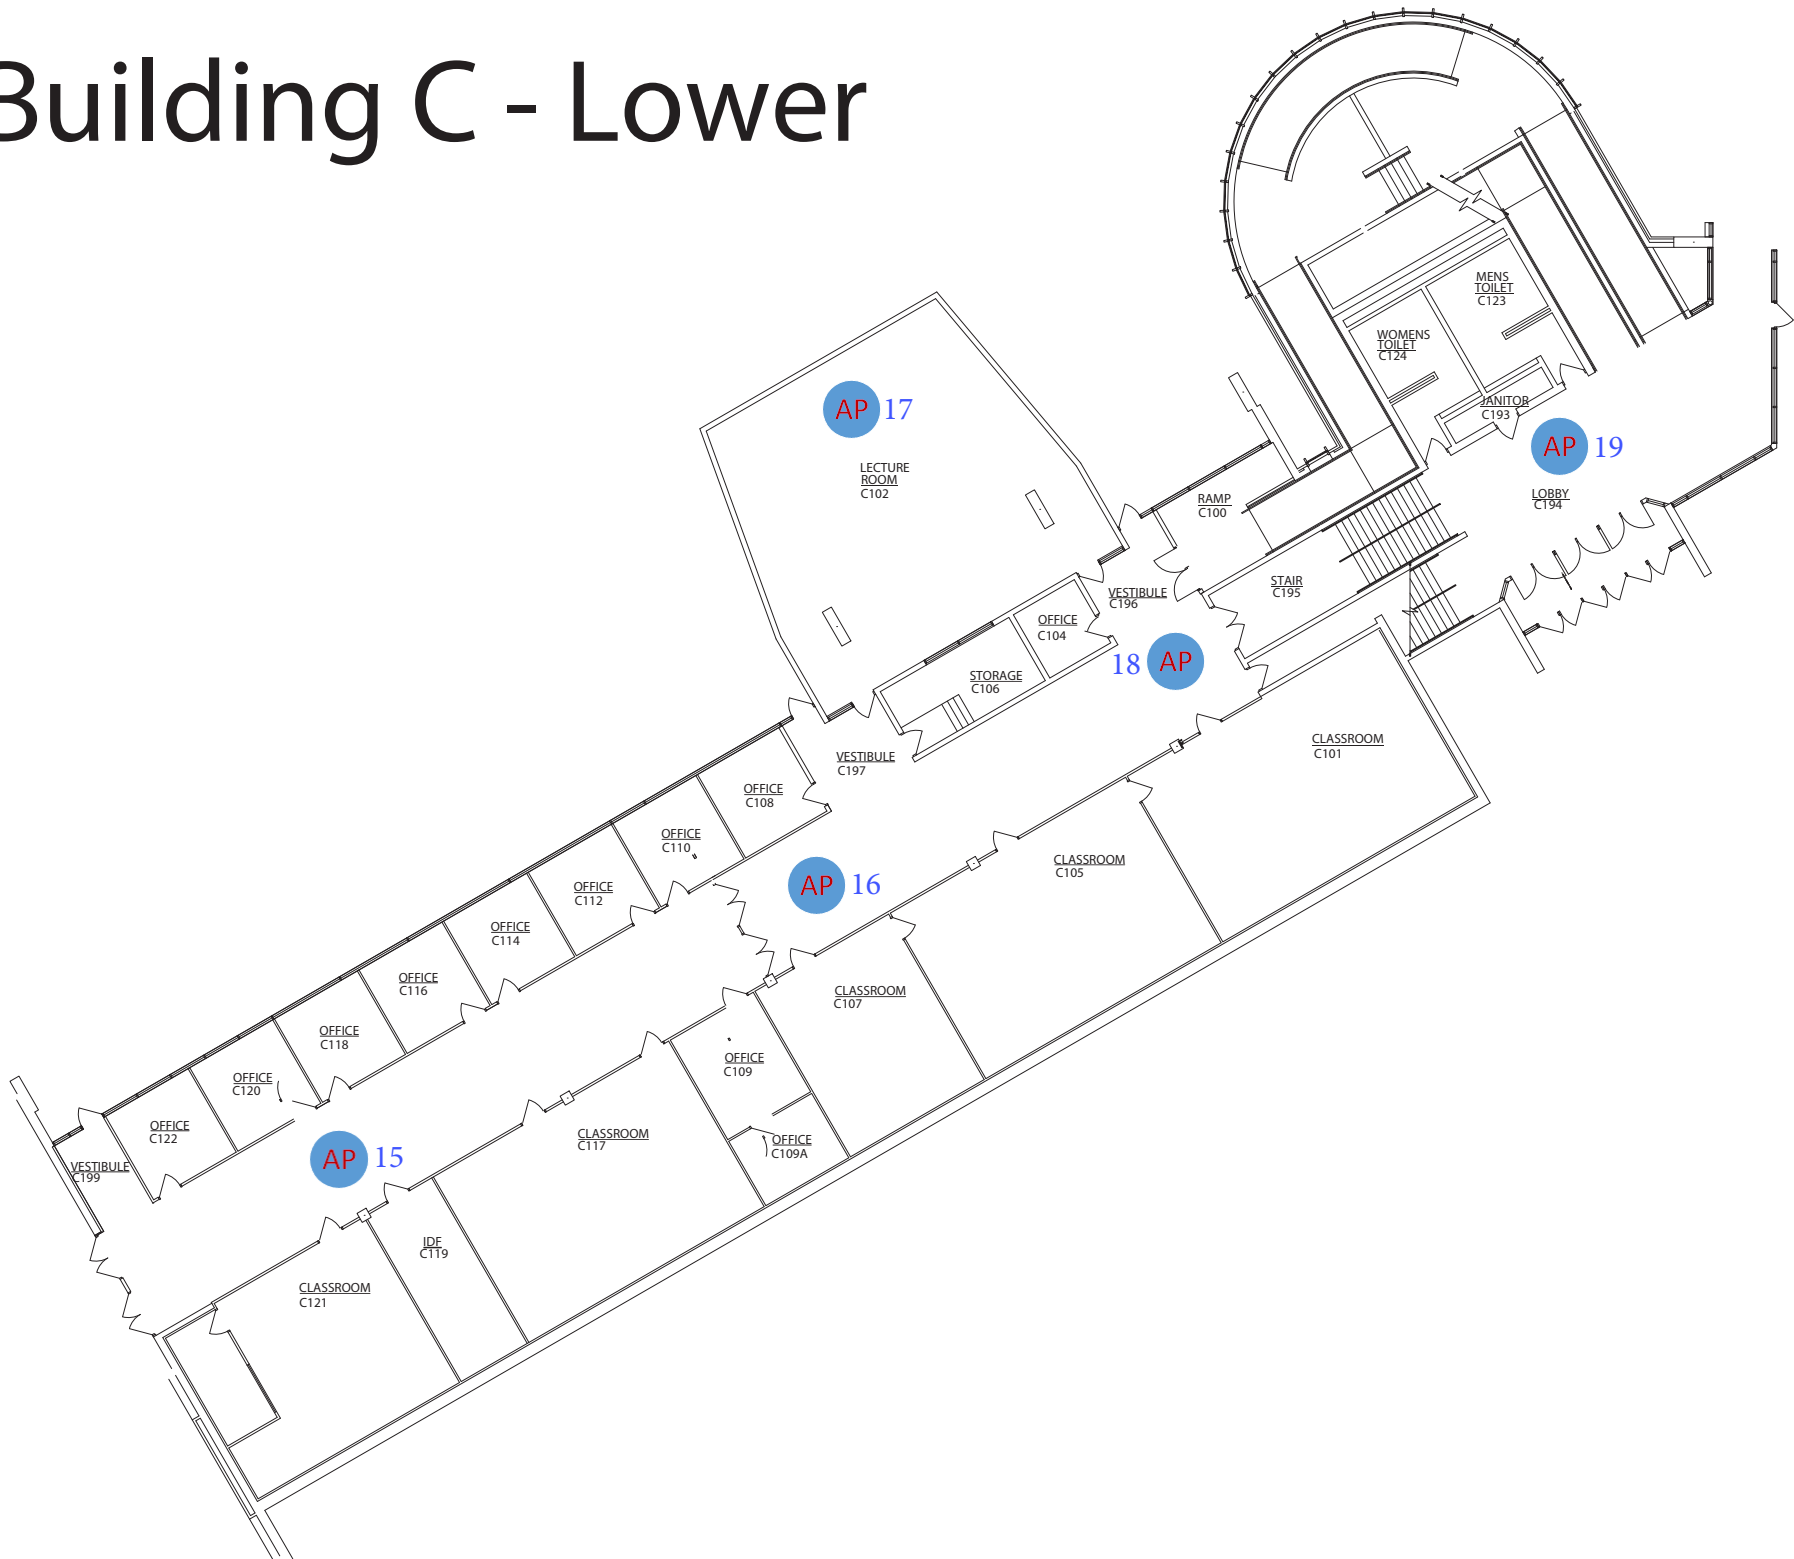 Building C - Lower
MENS
TOILET
C123
WOMENS
TOILET
C124
JANITOR
C193
AP 17
AP 19
LECTURE
ROOM
C102
RAMP
C100
LOBBY
C194
STAIR
C195
VESTIBULE
C196
OFFICE
C104
18 AP
STORAGE
C106
CLASSROOM
C101
VESTIBULE
C197
OFFICE
C108
OFFICE
C110
CLASSROOM
C105
AP 16
OFFICE
C112
OFFICE
C114
OFFICE
C116
CLASSROOM
C107
OFFICE
C118
OFFICE
C109
OFFICE
C120
OFFICE
C122
CLASSROOM
C117
OFFICE
C109A
AP 15
VESTIBULE
C199
IDF
C119
CLASSROOM
C121